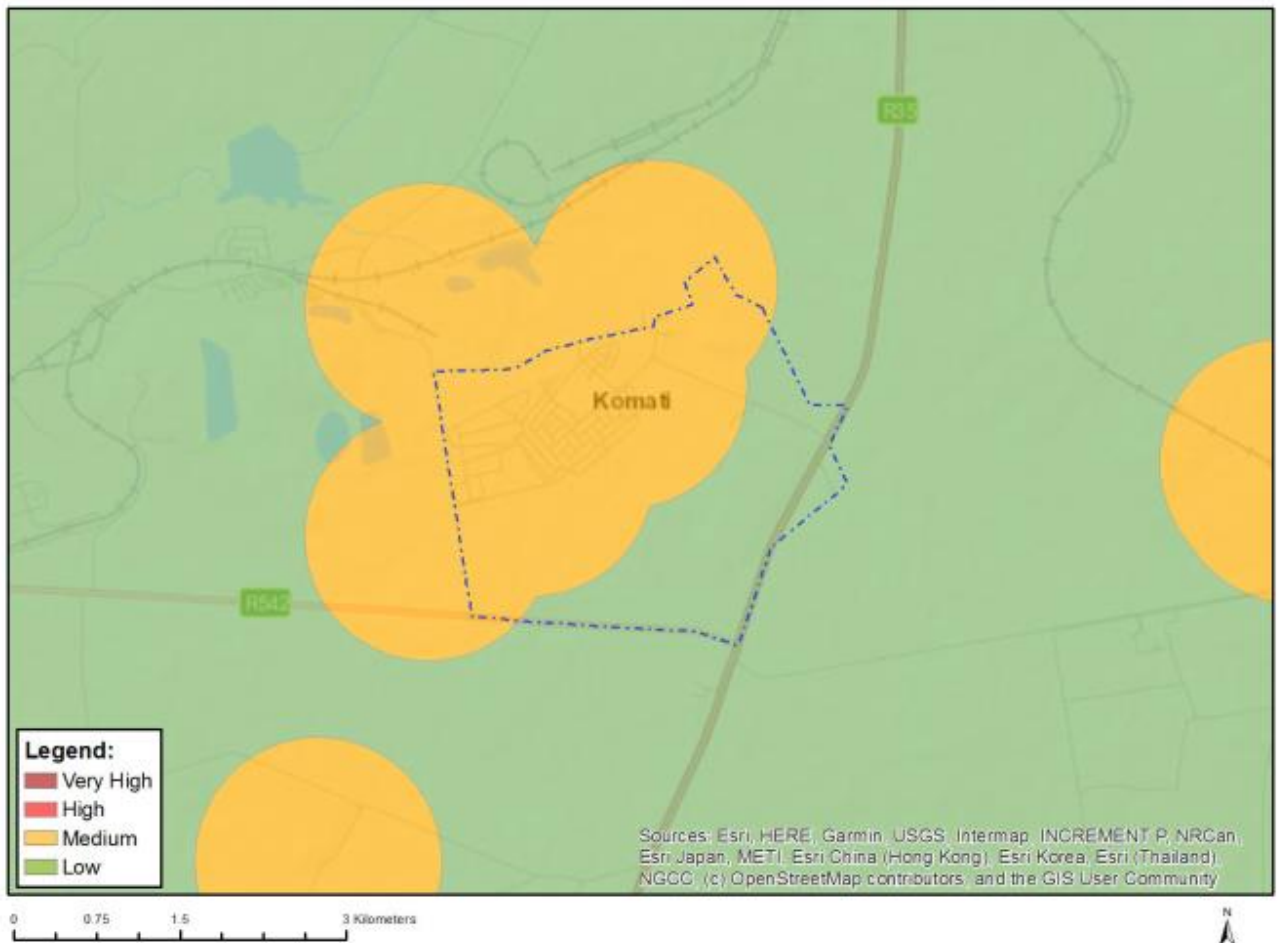 R35
Komati
R542
Legend:
Very High
High
Medium
Low
Sources: Esri, HERE, Garmin, USGS, Intermap, INCREMENT P, NRCan,
Esri Japan, METI, Esri China (Hong Kong), Esri Korea, Esri (Thailand),
NGCC, (c) OpenStreetMap contributors, and the GIS User Community
0 0.75 1.5 3 Kilometers
N